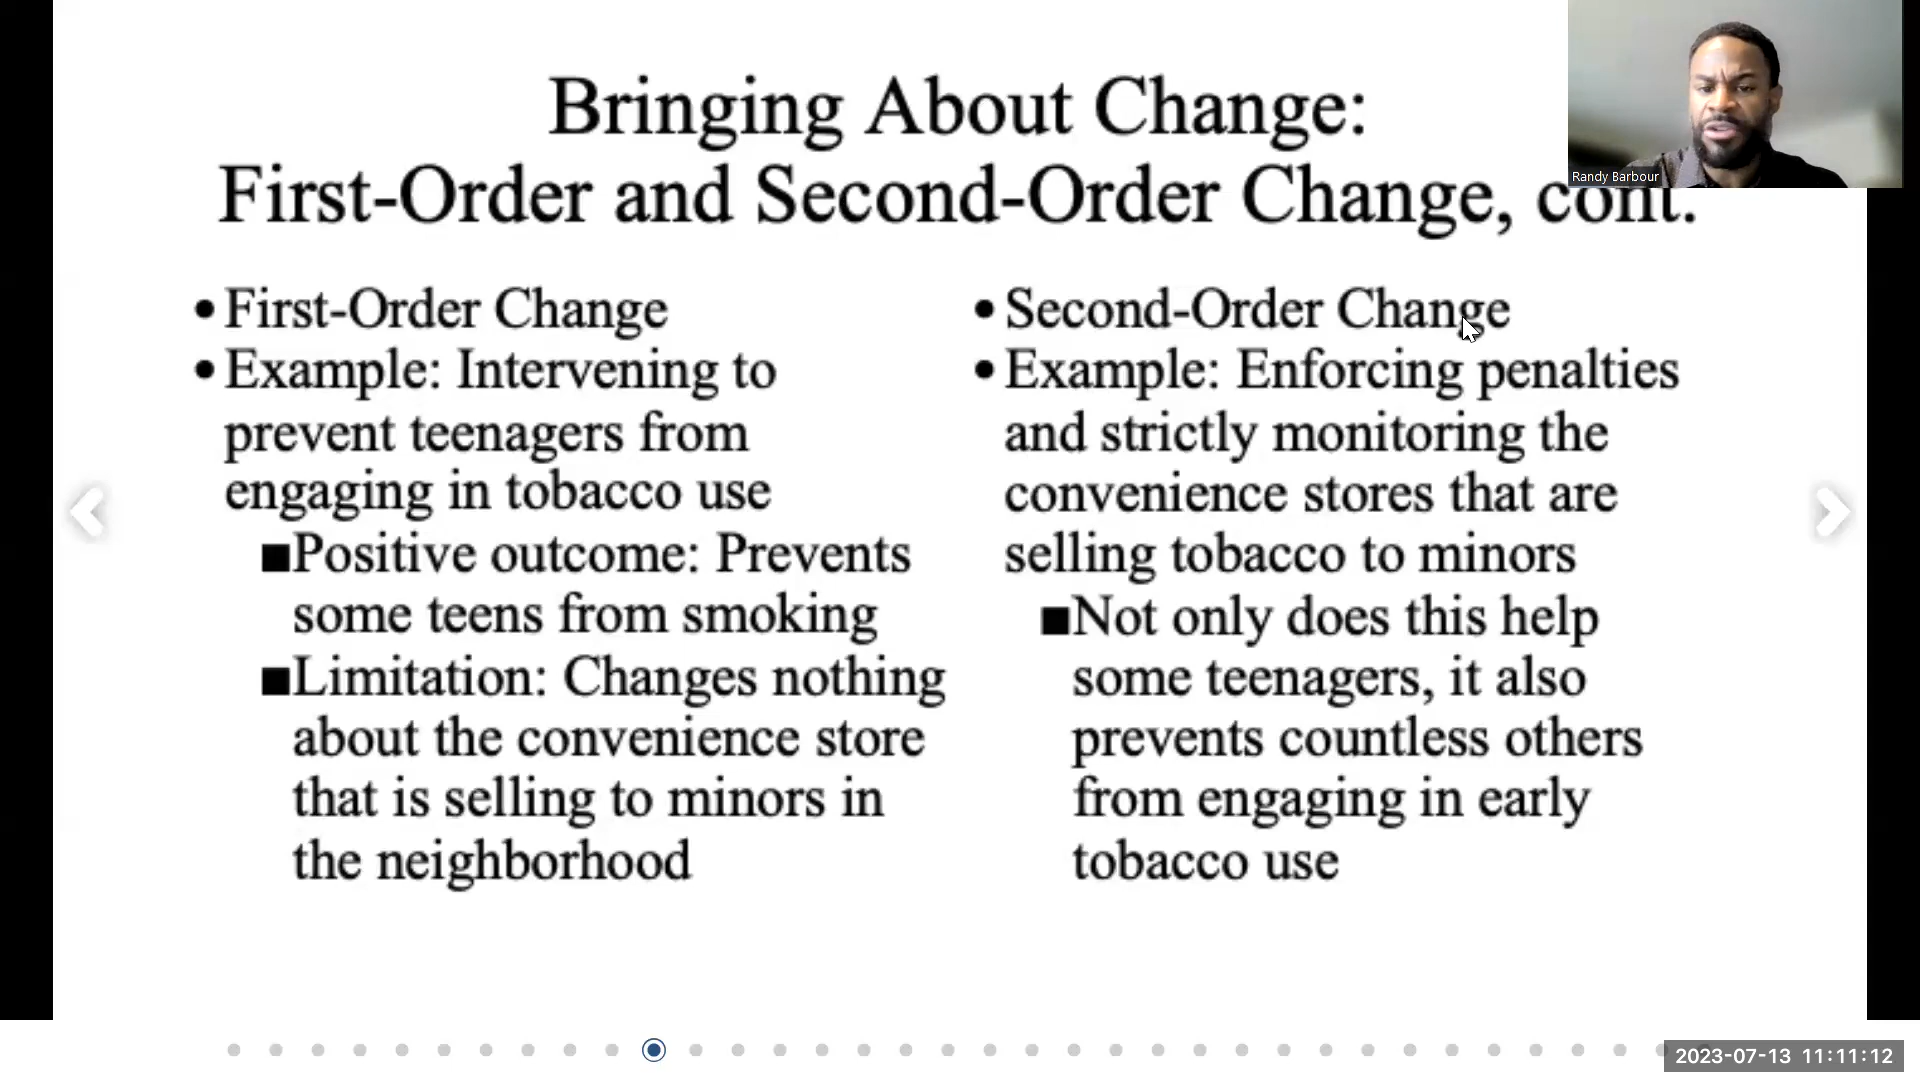 Bringing About Change:
First-Order and Second-Order Change, cont.
Randy Barbour
• First-Order Change
• Example: Intervening to
prevent teenagers from
engaging in tobacco use
■Positive outcome: Prevents
some teens from smoking
■Limitation: Changes nothing
about the convenience store
that is selling to minors in
the neighborhood
• Second-Order Change
• Example: Enforcing penalties
and strictly monitoring the
convenience stores that are
selling tobacco to minors
■Not only does this help
some teenagers, it also
prevents countless others
from engaging in early
tobacco use
2023-07-13 11:11:12